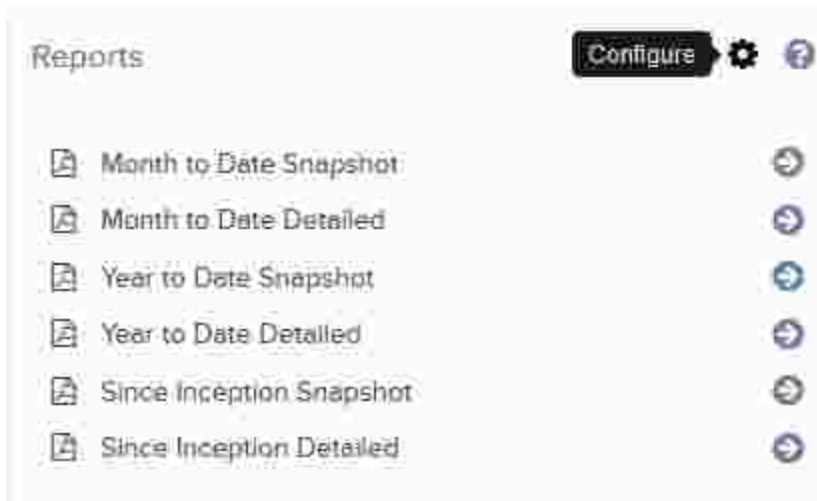 Reports
Configure
Month to Date Snapshot
Month to Date Detailed
Year to Date Snapshot
Year to Date Detailed
Since Inception Snapshot
Since Inception Detailed